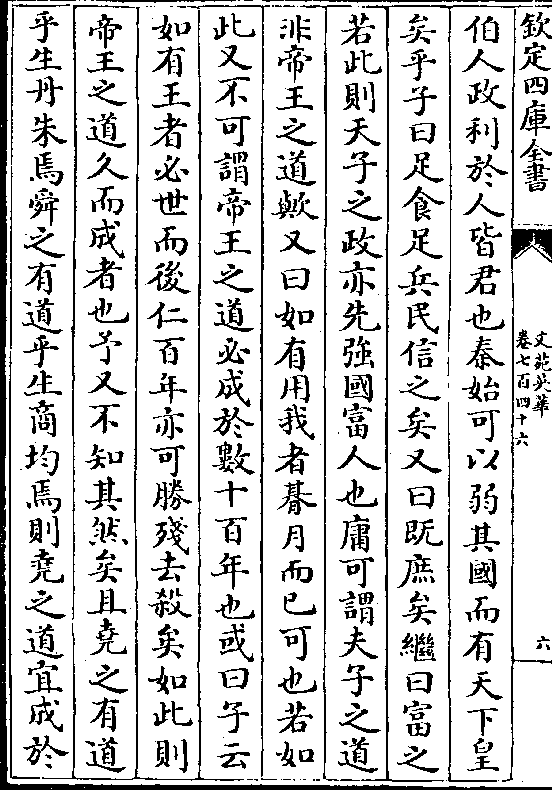 欽定四庫全書
文苑英華
卷七百四十六
六
伯人政利於人皆君也秦始可以弱其國而有天下皇
矣乎子曰足食足兵民信之矣又曰既庶矣繼曰富之
若此則天子之政亦先強國富人也庸可謂夫子之道
非帝王之道歟又曰如有用我者朞月而已可也若如
此又不可謂帝王之道必成於數十百年也或曰子云
如有王者必世而後仁百年亦可勝殘去殺矣如此則
帝王之道久而成者也予又不知其然矣且堯之有道
乎生丹朱焉舜之有道乎生商均焉則堯之道宜成於